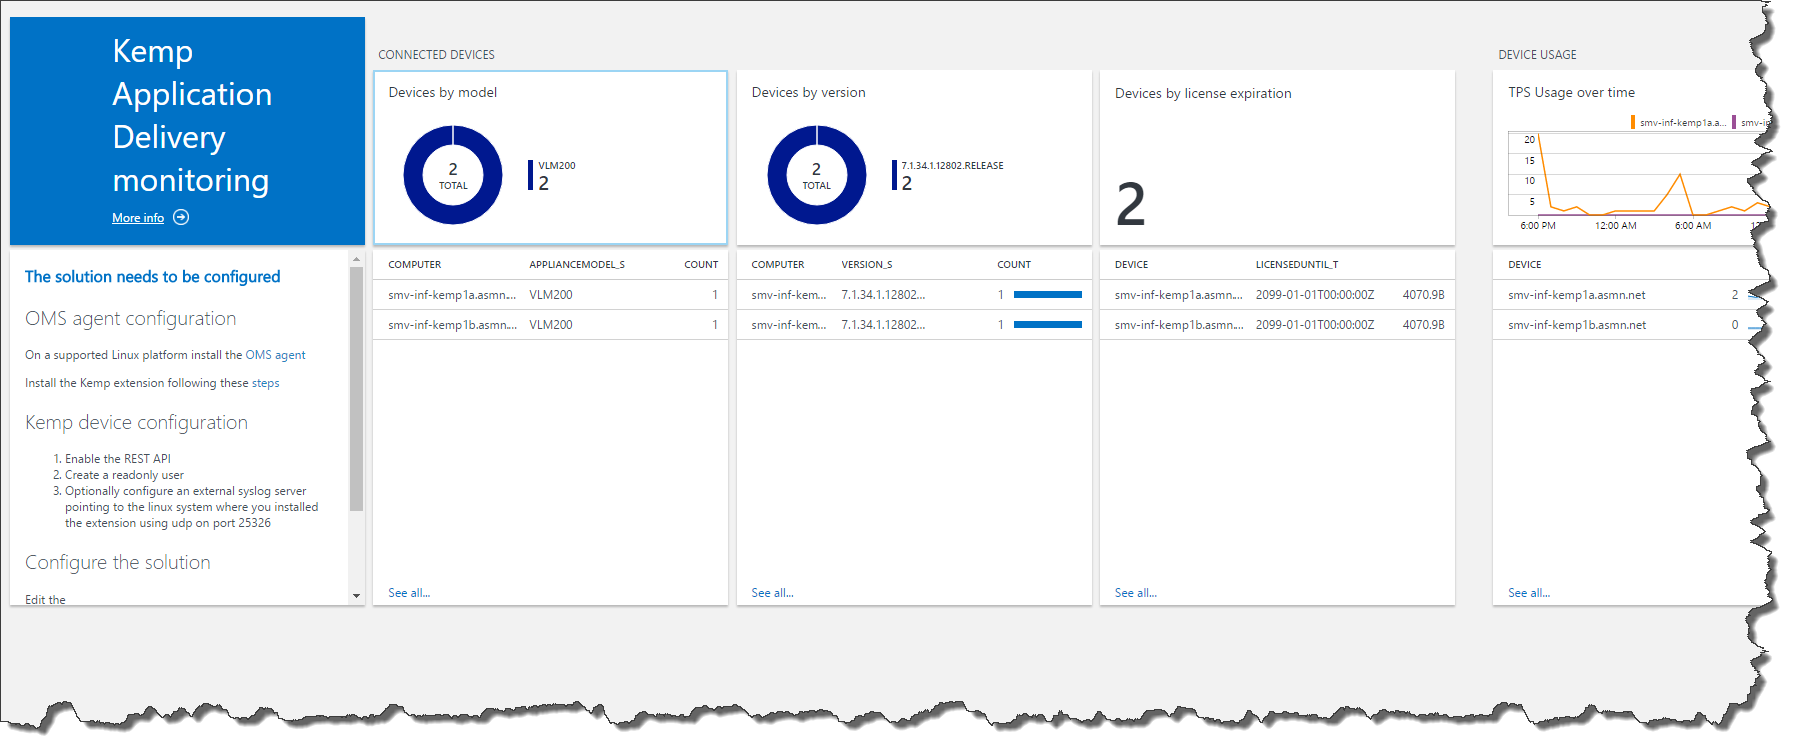 Kemp
Application
Delivery
monitoring
More info
The solution needs to be configured
OMS agent configuration
On a supported Linux platform install the OMS agent
Install the Kemp extension following these steps
Kemp device configuration
1. Enable the REST API
2. Create a readonly user
3. Optionally configure an external syslog server
pointing to the linux system where you installed
the extension using udp on port 25326
Configure the solution
Edit the
CONNECTED DEVICES
Devices by model
2
TOTAL
VLM200
2
COMPUTER APPLIANCEMODEL_S COUNT
smv-inf-kemp1a.asmn.... VLM200 1
smv-inf-kemp1b.asmn.... VLM200 1
See all...
Devices by version
2
TOTAL
7.1.34.1.12802.RELEASE
2
COMPUTER VERSION_S COUNT
smv-inf-kem... 7.1.34.1.12802... 1
smv-inf-kem... 7.1.34.1.12802... 1
See all...
Devices by license expiration
2
DEVICE LICENSEDUNTIL_T
smv-inf-kemp1a.asmn.... 2099-01-01T00:00:00Z 4070.9B
smv-inf-kemp1b.asmn.... 2099-01-01T00:00:00Z 4070.9B
See all...
DEVICE USAGE
TPS Usage over time
smv-inf-kemp1a.a... smv-i
20
15
10
5
6:00 PM 12:00 AM 6:00 AM
DEVICE
smv-inf-kemp1a.asmn.net 2
smv-inf-kemp1b.asmn.net 0
See all...